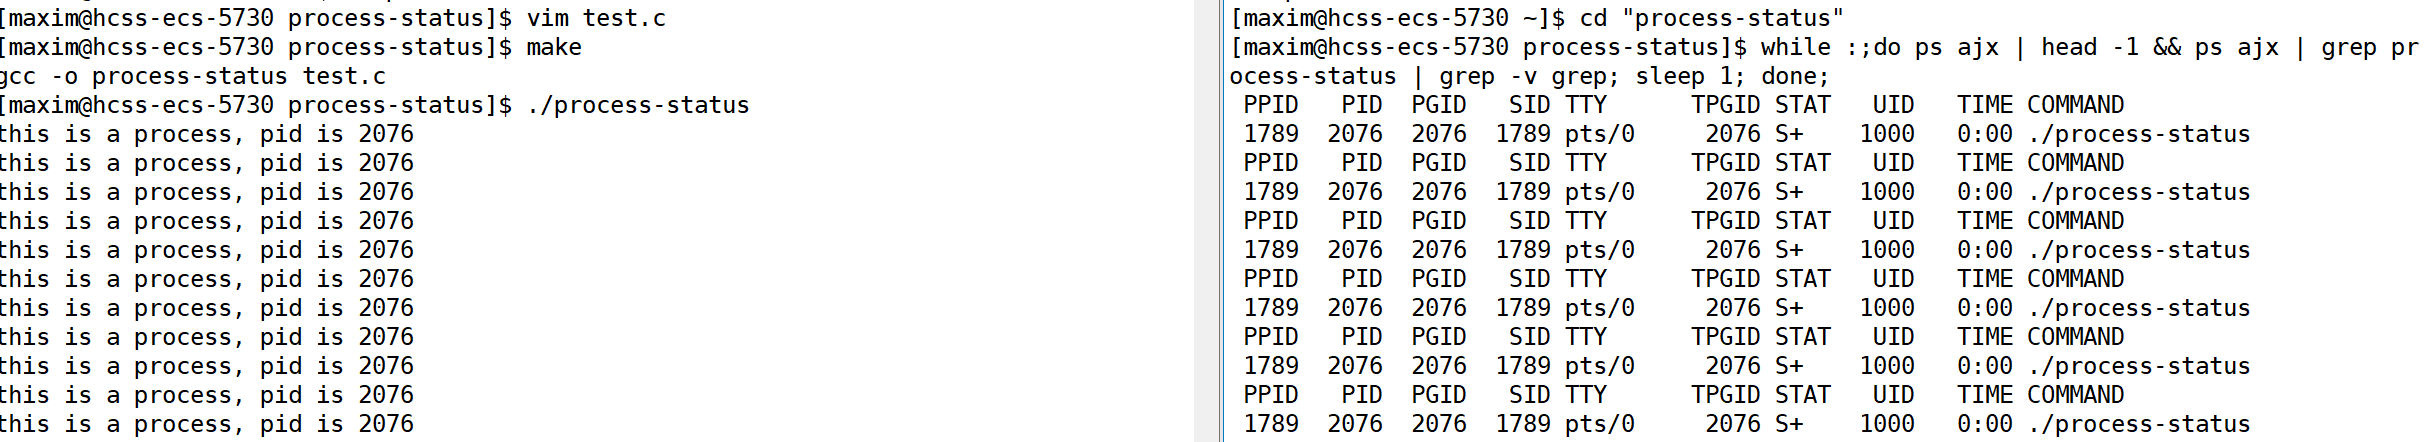 [maxim@hcss-ecs-5730 process-status]$ vim test.c
[maxim@hcss-ecs-5730 process-status]$ make
gcc -o process-status test.c
[maxim@hcss-ecs-5730 process-status]$ ./process-status
this is a process, pid is 2076
this is a process, pid is 2076
this is a process, pid is 2076
this is a process, pid is 2076
this is a process, pid is 2076
this is a process, pid is 2076
this is a process, pid is 2076
this is a process, pid is 2076
this is a process, pid is 2076
this is a process, pid is 2076
this is a process, pid is 2076
[maxim@hcss-ecs-5730 ~]$ cd "process-status"
[maxim@hcss-ecs-5730 process-status]$ while :;do ps ajx | head -1 && ps ajx | grep pr
ocess-status | grep -v grep; sleep 1; done;
PPID PID PGID SID TTY TPGID STAT UID TIME COMMAND
1789 2076 2076 1789 pts/0 2076 S+ 1000 0:00 ./process-status
PPID PID PGID SID TTY TPGID STAT UID TIME COMMAND
1789 2076 2076 1789 pts/0 2076 S+ 1000 0:00 ./process-status
PPID PID PGID SID TTY TPGID STAT UID TIME COMMAND
1789 2076 2076 1789 pts/0 2076 S+ 1000 0:00 ./process-status
PPID PID PGID SID TTY TPGID STAT UID TIME COMMAND
1789 2076 2076 1789 pts/0 2076 S+ 1000 0:00 ./process-status
PPID PID PGID SID TTY TPGID STAT UID TIME COMMAND
1789 2076 2076 1789 pts/0 2076 S+ 1000 0:00 ./process-status
PPID PID PGID SID TTY TPGID STAT UID TIME COMMAND
1789 2076 2076 1789 pts/0 2076 S+ 1000 0:00 ./process-status